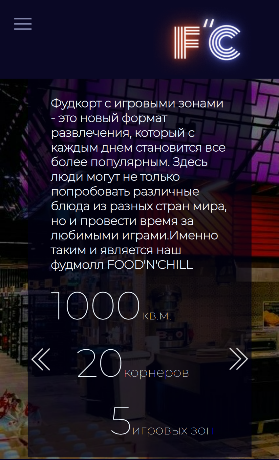 F"C
Фудкорт с игровыми зонами
- это новый формат
развлечения, который с
каждым днем становится все
более популярным. Здесь
люди могут не только
попробовать различные
блюда из разных стран мира,
но и провести время за
любимыми играми.Именно
таким и является наш
фудмолл FOOD'N'CHILL
1000 кв.м.
20 корнеров
5 игровых зон